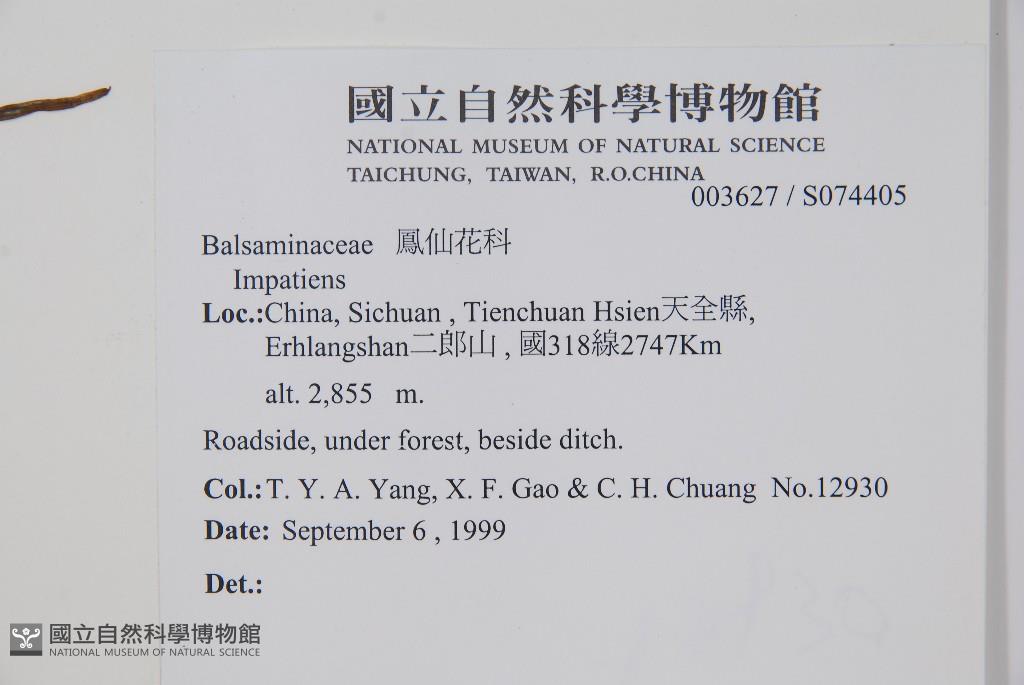 國立自然科學博物館
NATIONAL MUSEUM OF NATURAL SCIENCE
TAICHUNG, TAIWAN, R.O.CHINA
003627 / S074405
Balsaminaceae 鳳仙花科
Impatiens
Loc.:China, Sichuan , Tienchuan Hsien天全縣,
Erhlangshan二郎山 , 國318線2747Km
alt. 2,855 m.
Roadside, under forest, beside ditch.
Col.: T. Y. A. Yang, X. F. Gao & C. H. Chuang No.12930
Date: September 6 , 1999
Det.:
國立自然科學博物館
NATIONAL MUSEUM OF NATURAL SCIENCE